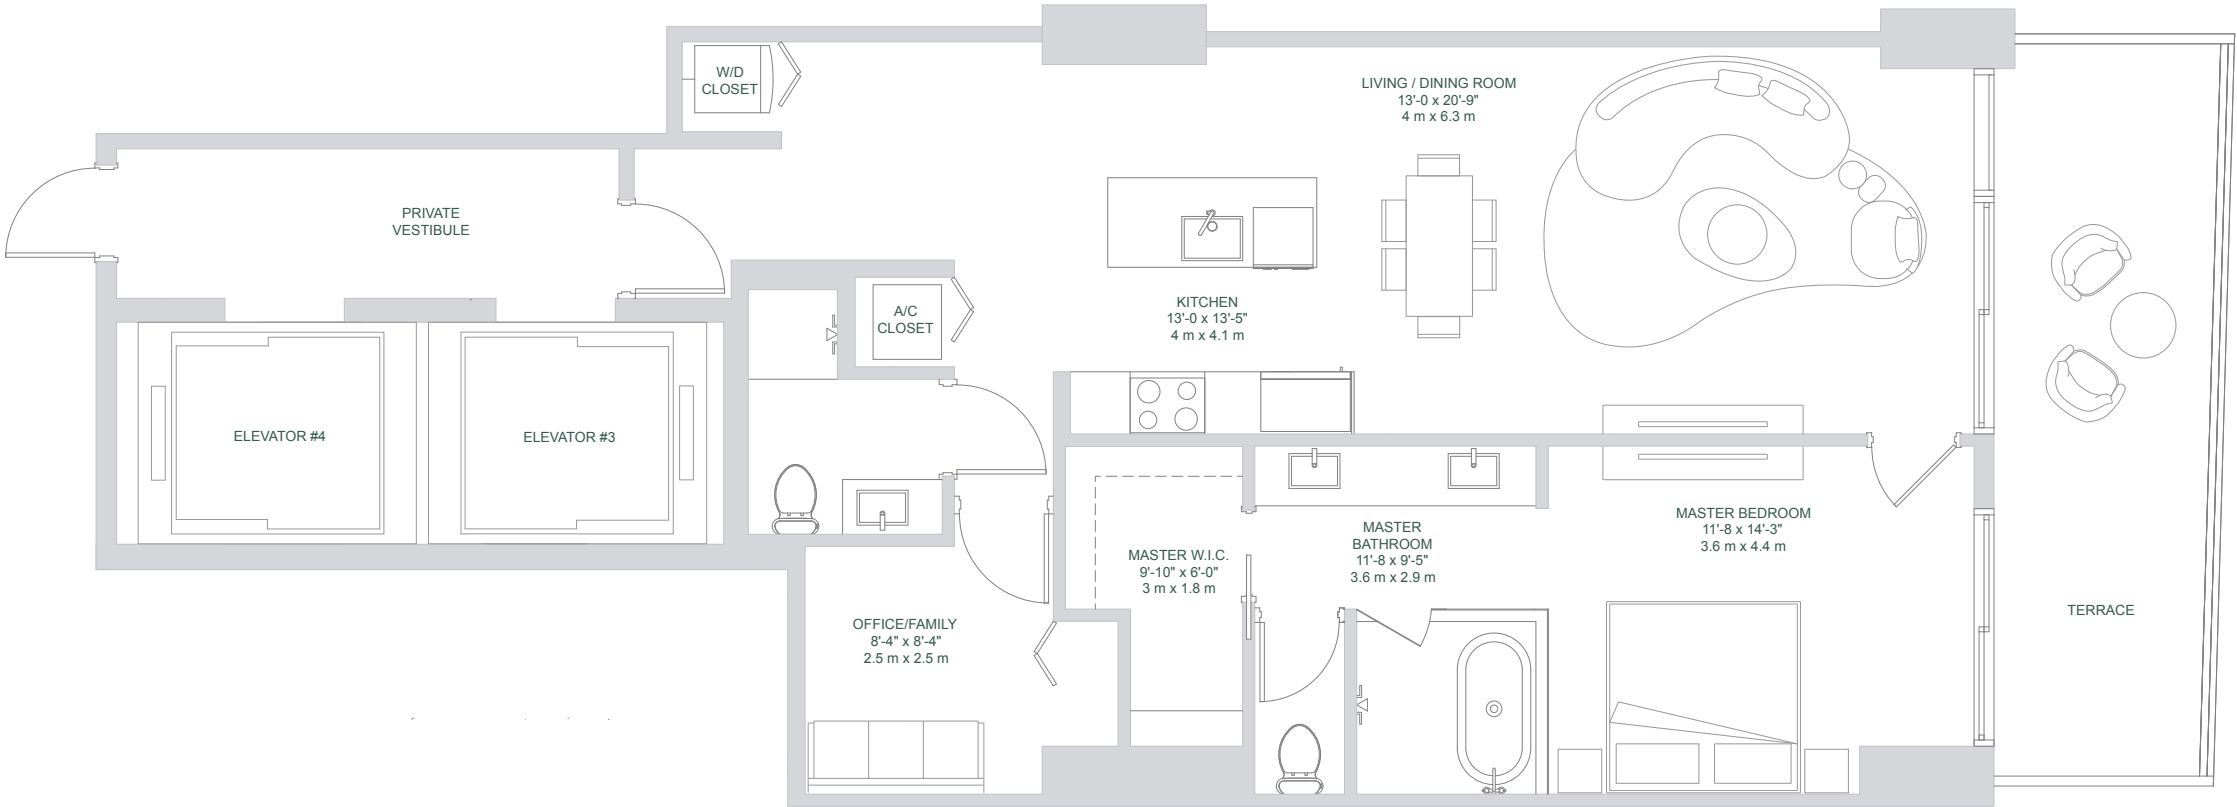 W/D
CLOSET
LIVING / DINING ROOM
13'-0 x 20'-9"
4 m x 6.3 m
PRIVATE
VESTIBULE
A/C
CLOSET
KITCHEN
13'-0 x 13'-5"
4 m x 4.1 m
ELEVATOR #4
ELEVATOR #3
MASTER W.I.C.
9'-10" x 6'-0"
3 m x 1.8 m
MASTER
BATHROOM
11'-8 x 9'-5"
3.6 m x 2.9 m
MASTER BEDROOM
11'-8 x 14'-3"
3.6 m x 4.4 m
OFFICE/FAMILY
8'-4" x 8'-4"
2.5 m x 2.5 m
TERRACE